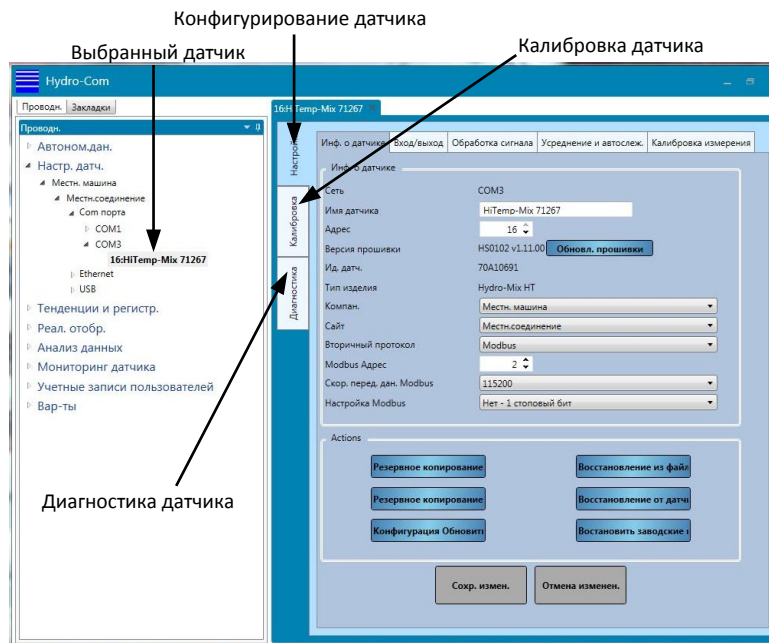 Конфигурирование датчика
Выбранный датчик
Калибровка датчика
Hydro-Com
Проводн. Закладки
16:HiTemp-Mix 71267
Проводн.
Автоном.дан.
Настр. датч.
Местн. машина
Местн.соединение
Com порта
COM1
COM3
16:HiTemp-Mix 71267
Ethernet
USB
Тенденции и регистр.
Реал. отобр.
Анализ данных
Мониторинг датчика
Учетные записи пользователей
Вар-ты
Диагностика датчика
Настрой
Калибровка
Диагностика
Инф. о датчике Вход/выход Обработка сигнала Усреднение и автослеж. Калибровка измерения
Инф. о датчике
Сеть COM3
Имя датчика HiTemp-Mix 71267
Адрес 16
Версия прошивки HS0102 v1.11.00 Обновл. прошивки
Ид. датч. 70A10691
Тип изделия Hydro-Mix HT
Компан. Местн. машина
Сайт Местн.соединение
Вторичный протокол Modbus
Modbus Адрес 2
Скор. перед. дан. Modbus 115200
Настройка Modbus Нет - 1 стоповый бит
Actions
Резервное копирование Восстановление из файл
Резервное копирование Восстановление от датч
Конфигурация Обновить Востановить заводские
Сохр. измен. Отмена изменен.